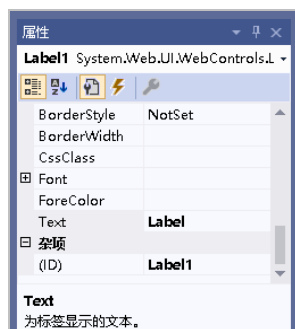 属性
Label1 System.Web.UI.WebControls.L
BorderStyle NotSet
BorderWidth
CssClass
Font
ForeColor
Text Label
杂项
(ID) Label1
Text
为标签显示的文本。